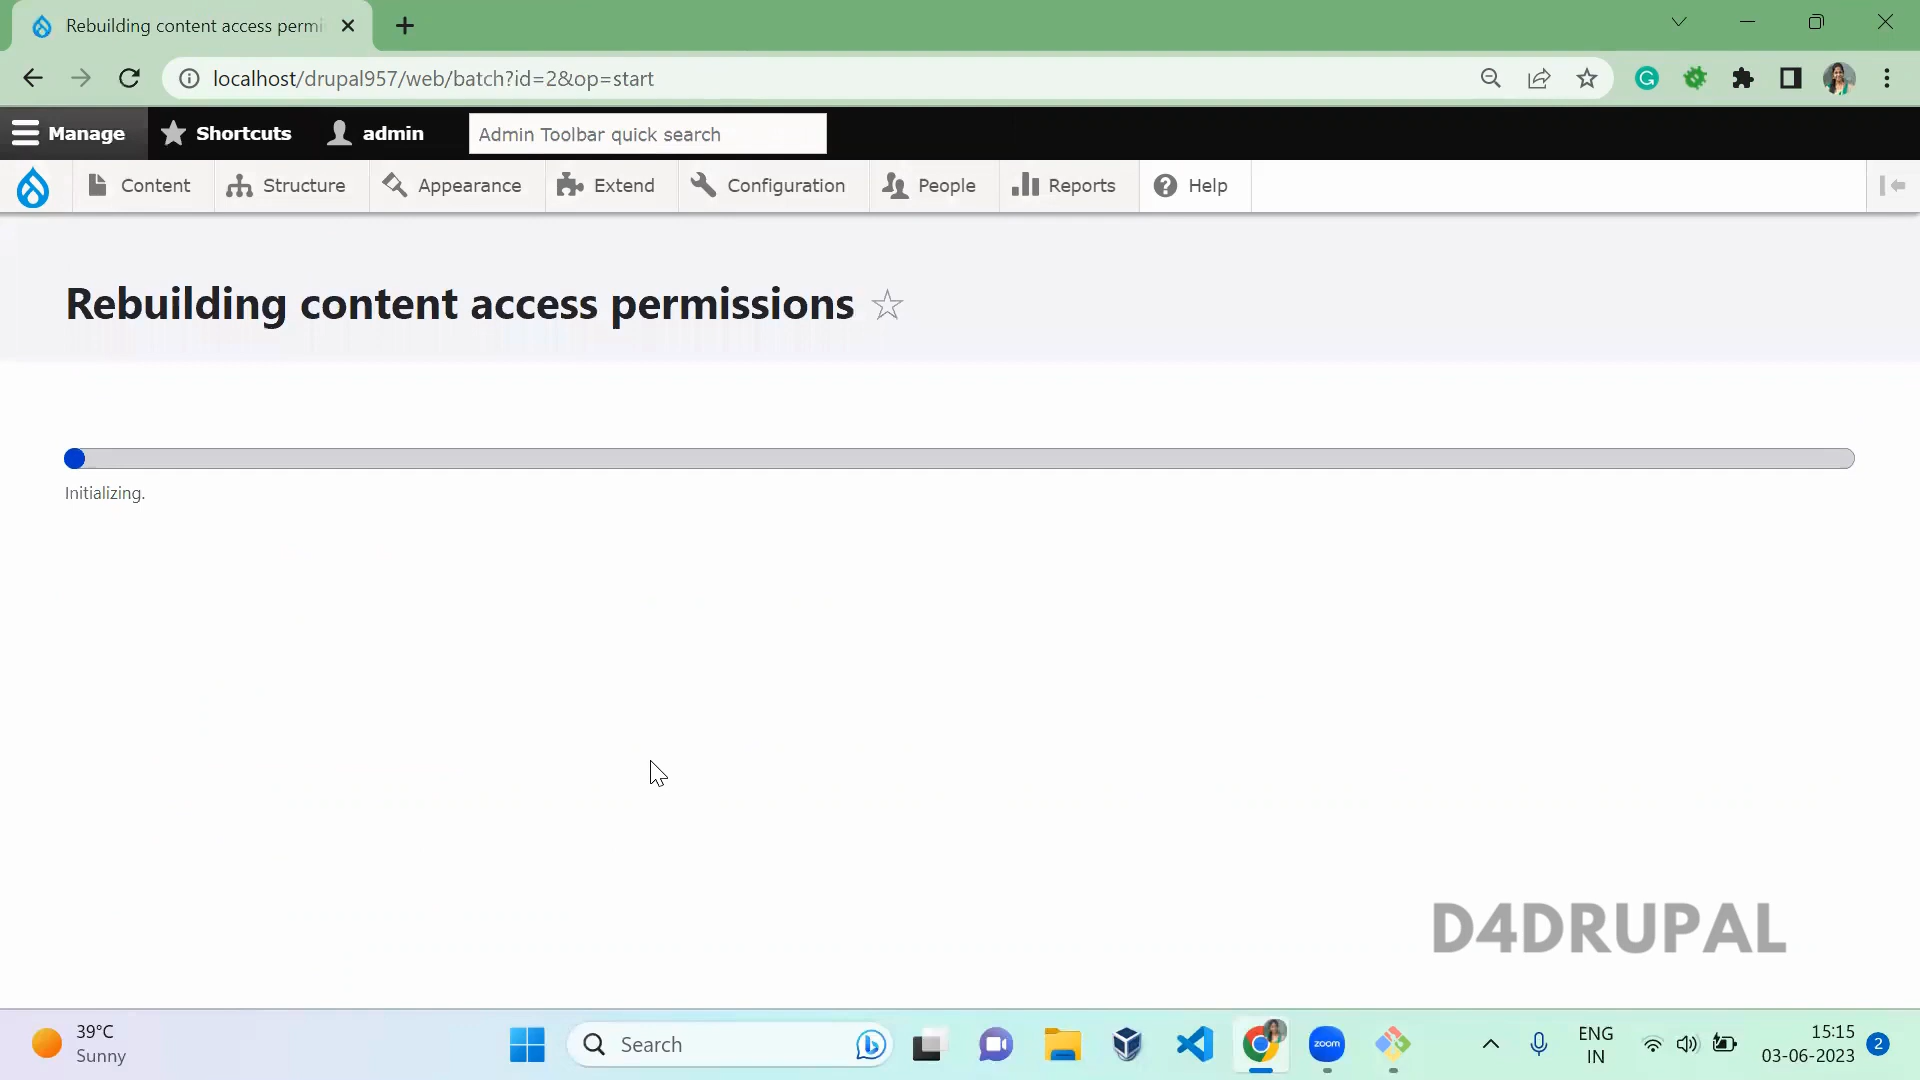 Rebuilding content access permi
localhost/drupal957/web/batch?id=2&op=start
Manage
Shortcuts
admin
Admin Toolbar quick search
Content
Structure
Appearance
Extend
Configuration
People
Reports
Help
Rebuilding content access permissions
Initializing.
D4DRUPAL
39°C
Sunny
Search
zoom
ENG
IN
15:15
03-06-2023
2